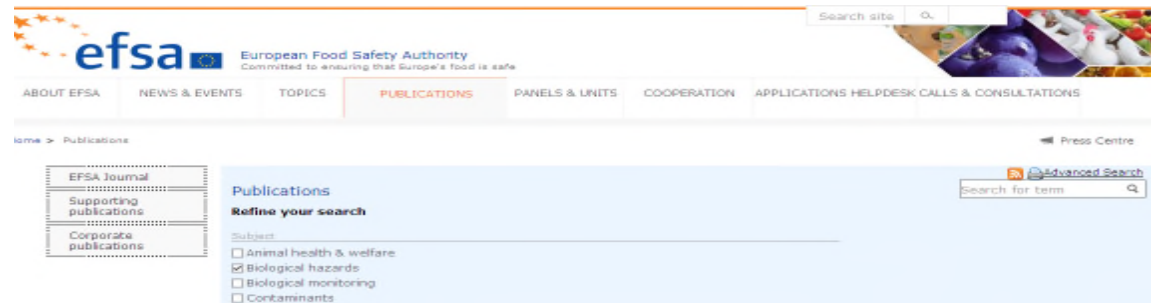 Search site
efsa
European Food Safety Authority
Committed to ensuring that Europe's food is safe
ABOUT EFSA NEWS & EVENTS TOPICS PUBLICATIONS PANELS & UNITS COOPERATION APPLICATIONS HELPDESK CALLS & CONSULTATIONS
ome > Publications
Press Centre
EFSA Journal
Supporting
publications
Corporate
publications
Advanced Search
Search for term
Publications
Refine your search
Subject
Animal health & welfare
Biological hazards
Biological monitoring
Contaminants